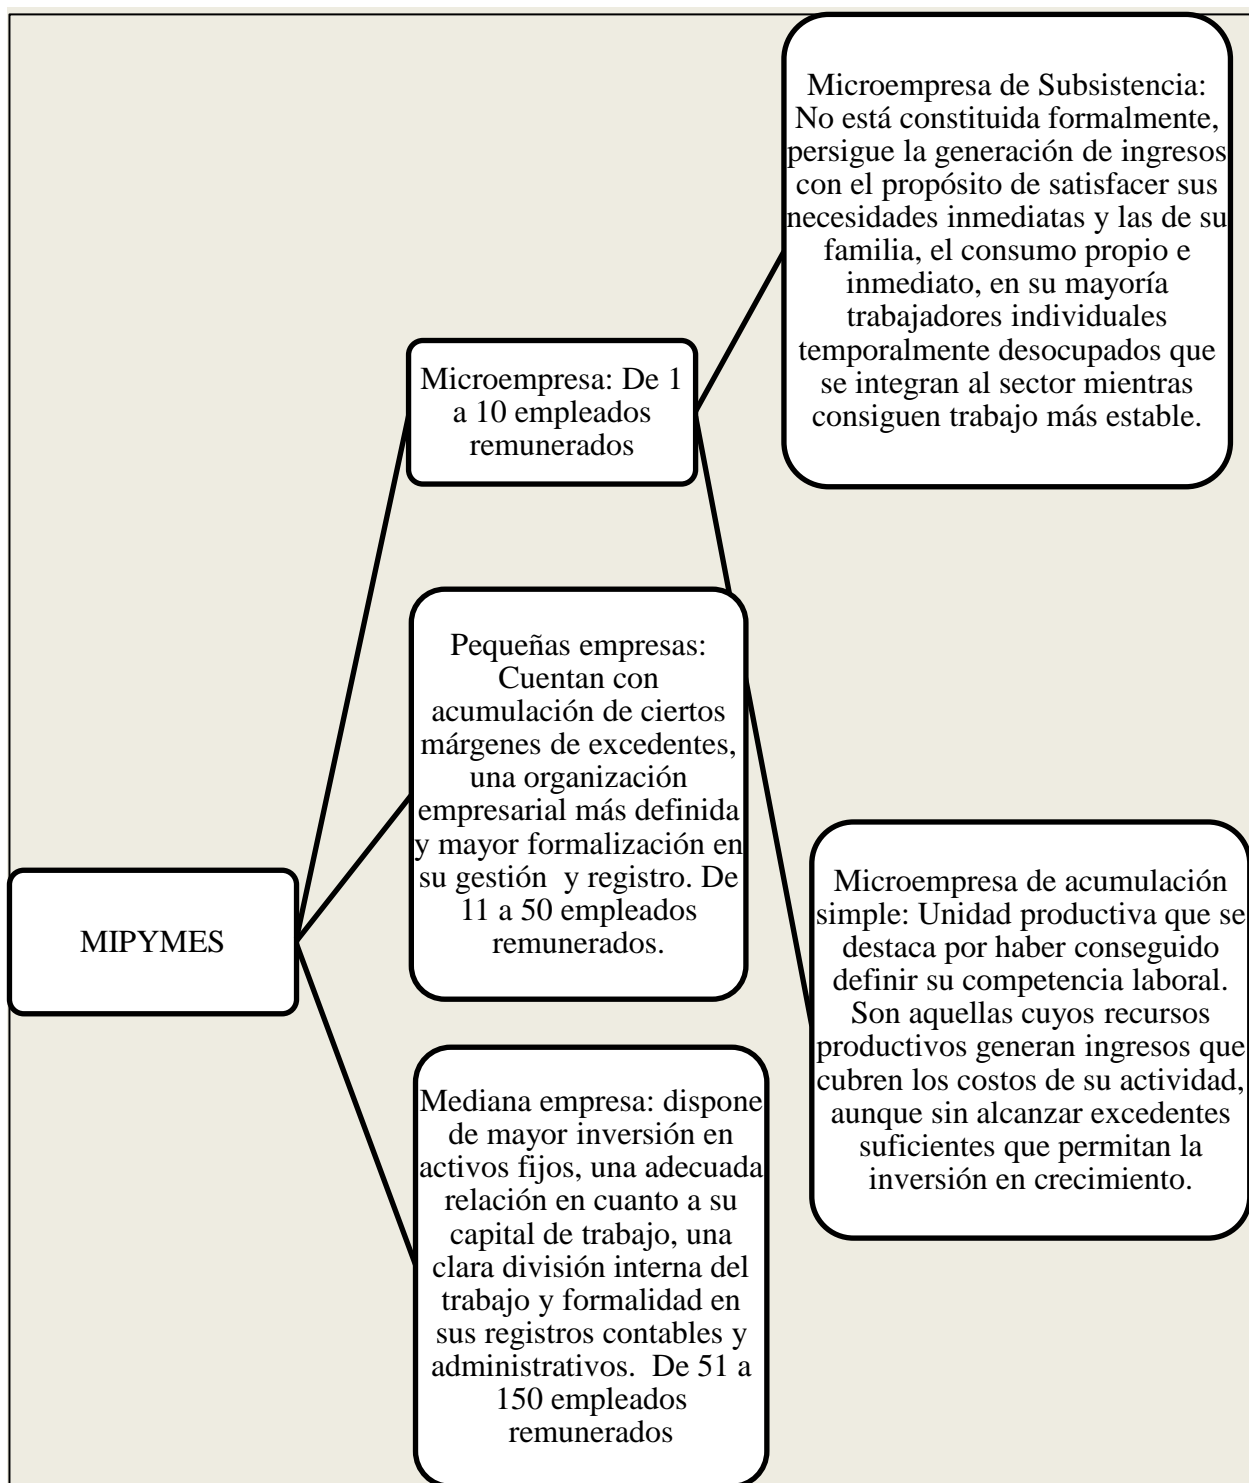 MIPYMES
Microempresa: De 1
a 10 empleados
remunerados
Microempresa de Subsistencia:
No está constituida formalmente,
persigue la generación de ingresos
con el propósito de satisfacer sus
necesidades inmediatas y las de su
familia, el consumo propio e
inmediato, en su mayoría
trabajadores individuales
temporalmente desocupados que
se integran al sector mientras
consiguen trabajo más estable.
Microempresa de acumulación
simple: Unidad productiva que se
destaca por haber conseguido
definir su competencia laboral.
Son aquellas cuyos recursos
productivos generan ingresos que
cubren los costos de su actividad,
aunque sin alcanzar excedentes
suficientes que permitan la
inversión en crecimiento.
Pequeñas empresas:
Cuentan con
acumulación de ciertos
márgenes de excedentes,
una organización
empresarial más definida
y mayor formalización en
su gestión  y registro. De
11 a 50 empleados
remunerados.
Mediana empresa: dispone
de mayor inversión en
activos fijos, una adecuada
relación en cuanto a su
capital de trabajo, una
clara división interna del
trabajo y formalidad en
sus registros contables y
administrativos.  De 51 a
150 empleados
remunerados